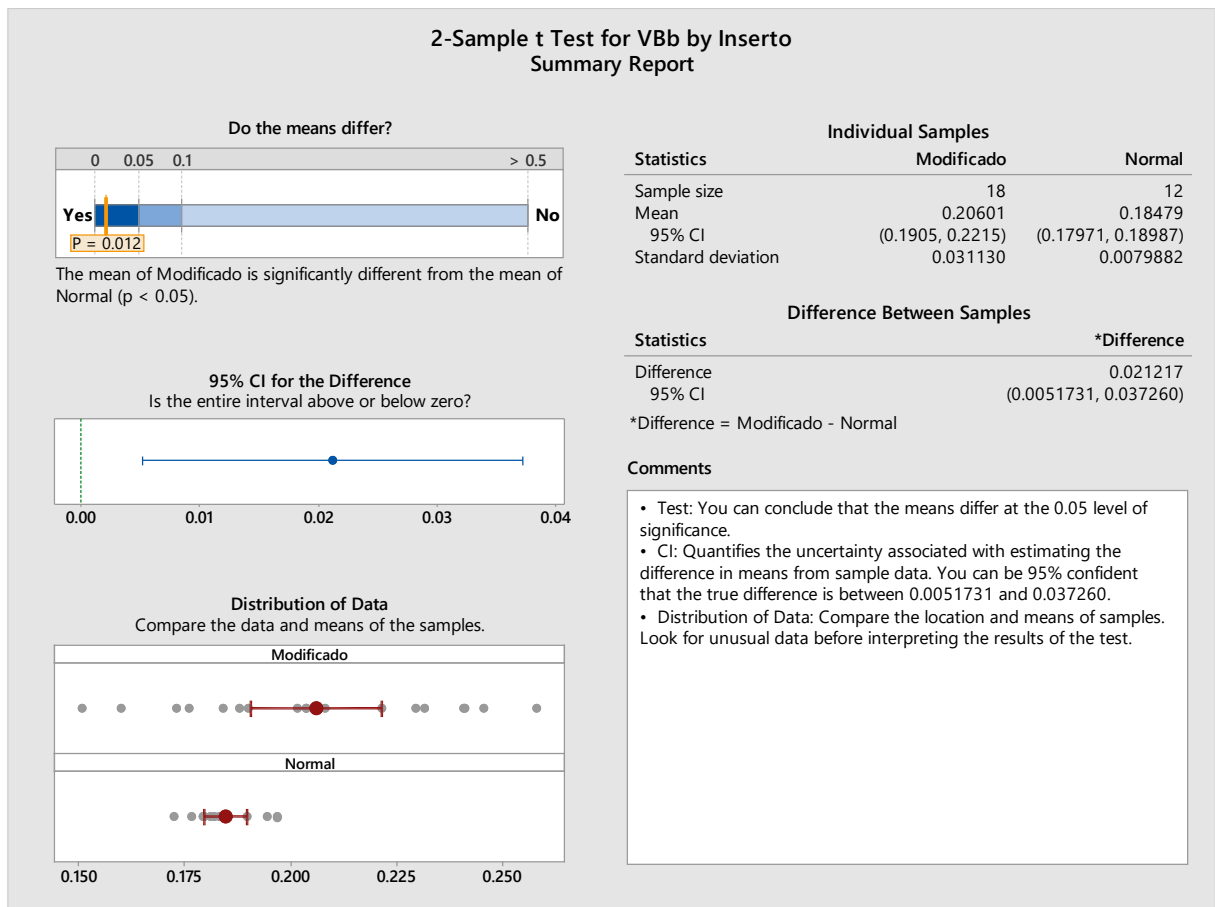 2-Sample t Test for VBb by Inserto
Summary Report
Do the means differ?
0 0.05 0.1 > 0.5
Yes No
P = 0.012
The mean of Modificado is significantly different from the mean of
Normal (p < 0.05).
95% CI for the Difference
Is the entire interval above or below zero?
0.00 0.01 0.02 0.03 0.04
Distribution of Data
Compare the data and means of the samples.
Modificado
Normal
0.150 0.175 0.200 0.225 0.250
Individual Samples
Statistics Modificado Normal
Sample size 18 12
Mean 0.20601 0.18479
95% CI (0.1905, 0.2215) (0.17971, 0.18987)
Standard deviation 0.031130 0.0079882
Difference Between Samples
Statistics *Difference
Difference 0.021217
95% CI (0.0051731, 0.037260)
*Difference = Modificado - Normal
Comments
• Test: You can conclude that the means differ at the 0.05 level of
significance.
• CI: Quantifies the uncertainty associated with estimating the
difference in means from sample data. You can be 95% confident
that the true difference is between 0.0051731 and 0.037260.
• Distribution of Data: Compare the location and means of samples.
Look for unusual data before interpreting the results of the test.